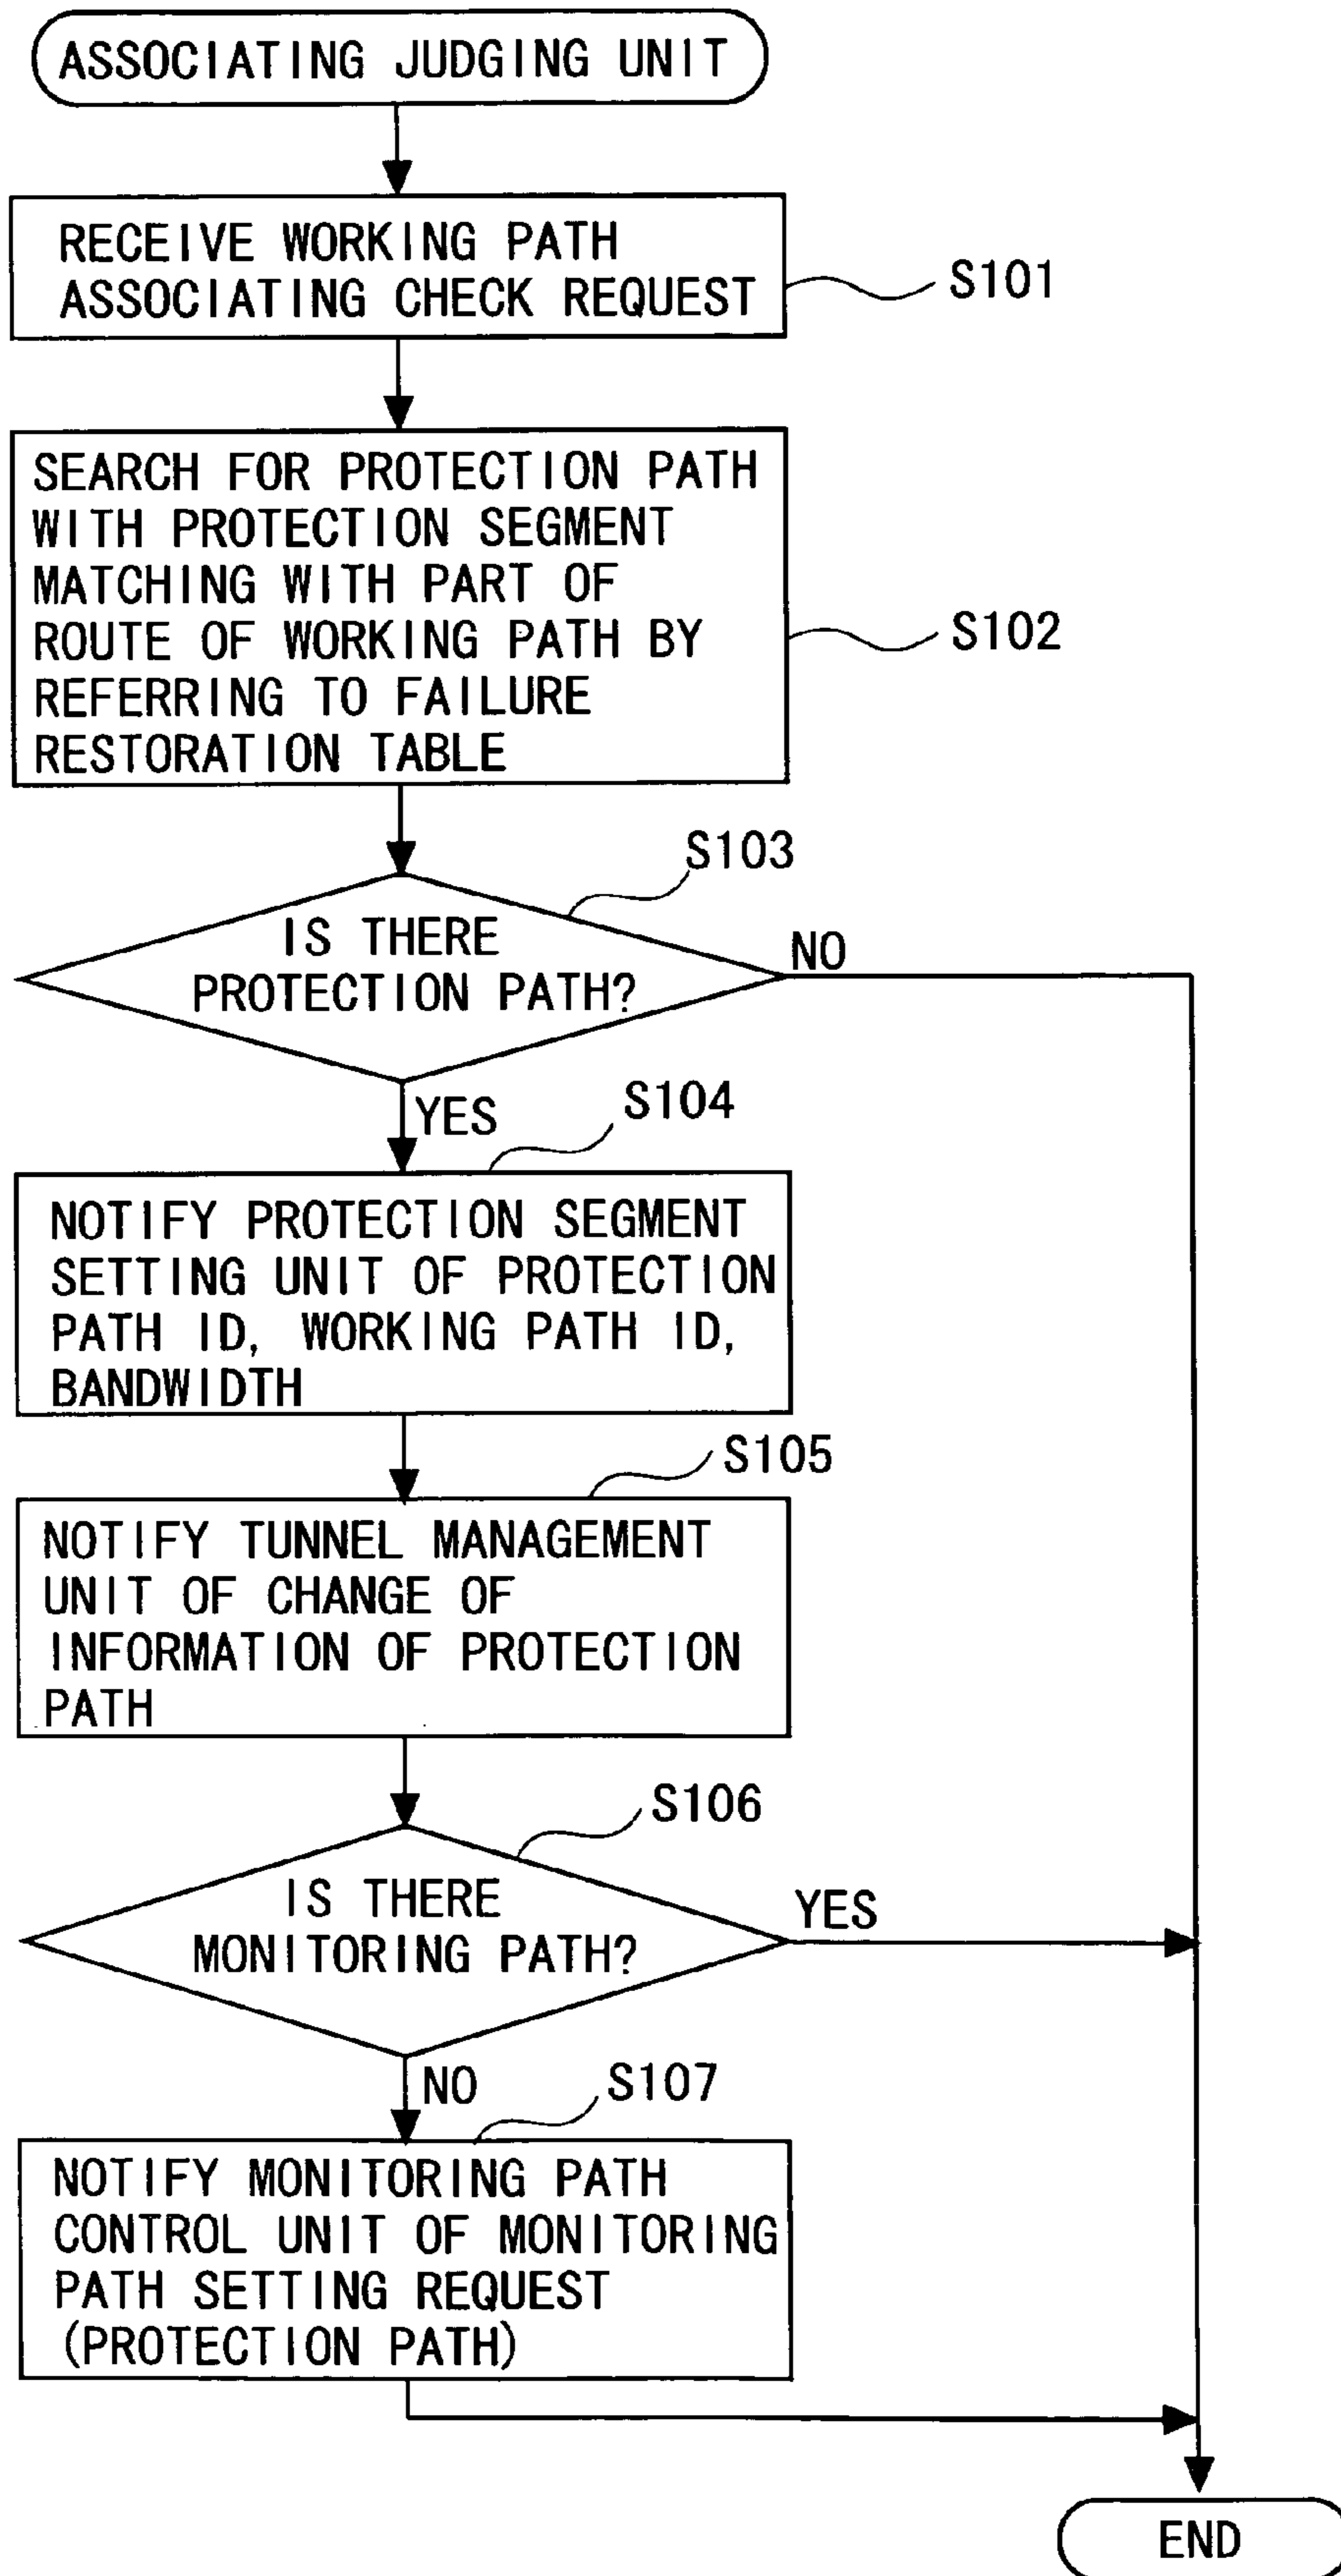 ASSOCIATING JUDGING UNIT
RECEIVE WORKING PATH
ASSOCIATING CHECK REQUEST
S101
SEARCH FOR PROTECTION PATH
WITH PROTECTION SEGMENT
MATCHING WITH PART OF
ROUTE OF WORKING PATH BY
REFERRING TO FAILURE
RESTORATION TABLE
S102
S103
IS THERE
PROTECTION PATH?
NO
YES
S104
NOTIFY PROTECTION SEGMENT
SETTING UNIT OF PROTECTION
PATH ID, WORKING PATH ID,
BANDWIDTH
S105
NOTIFY TUNNEL MANAGEMENT
UNIT OF CHANGE OF
INFORMATION OF PROTECTION
PATH
S106
IS THERE
MONITORING PATH?
YES
NO
S107
NOTIFY MONITORING PATH
CONTROL UNIT OF MONITORING
PATH SETTING REQUEST
(PROTECTION PATH)
END